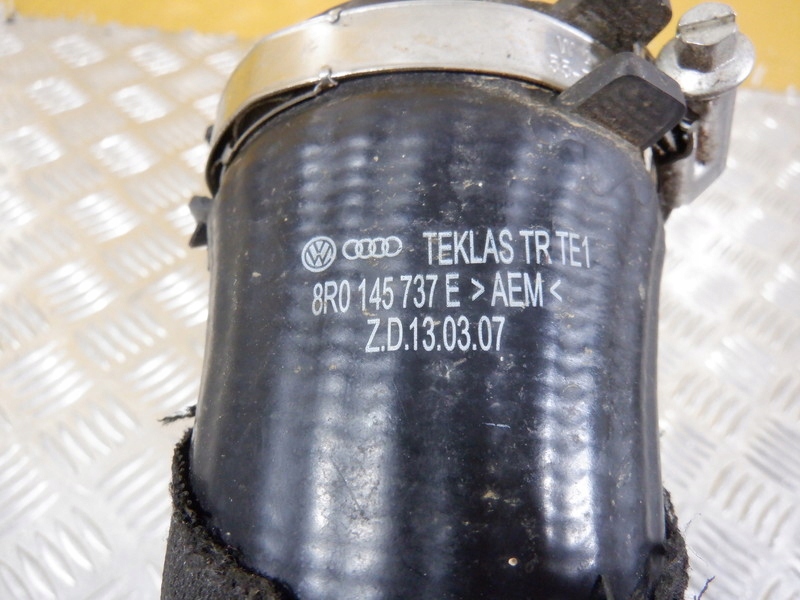 TEKLAS TR TE1
8R0 145 737 E > AEM <
Z.D.13.03.07